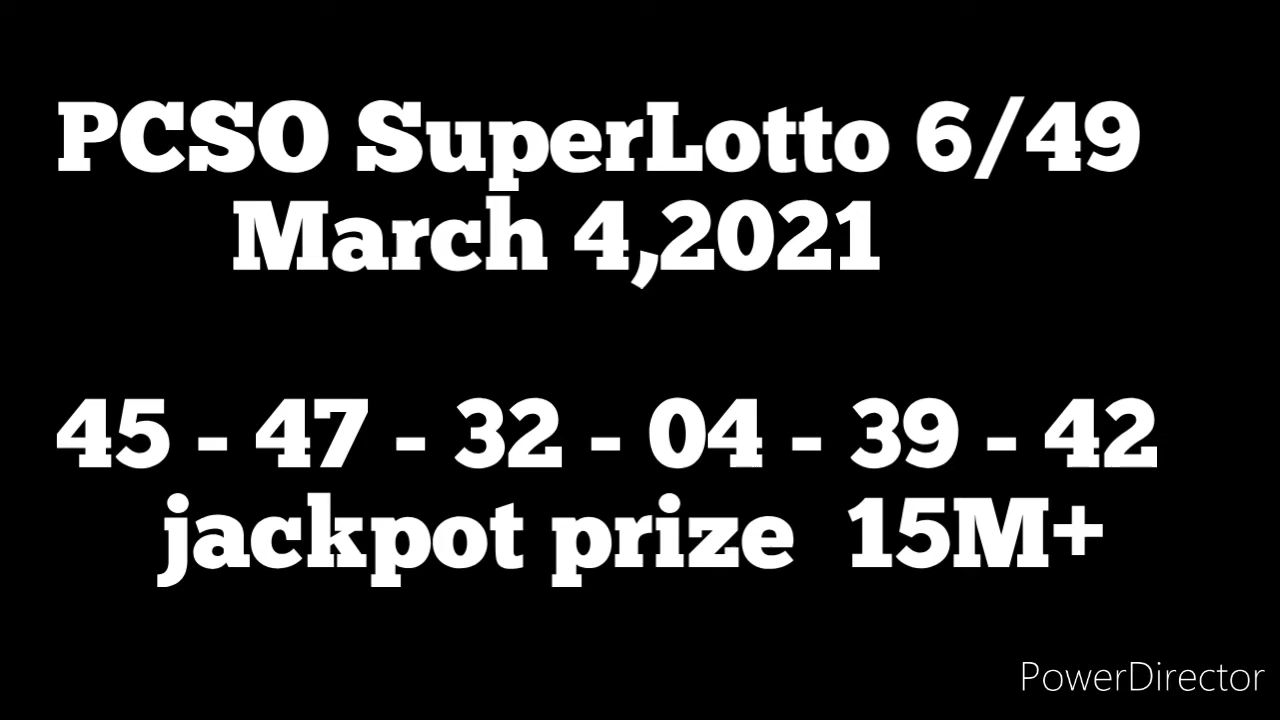 PCSO SuperLotto 6/49
March 4,2021
45 - 47 - 32 - 04 - 39 - 42
jackpot prize 15M+
PowerDirector